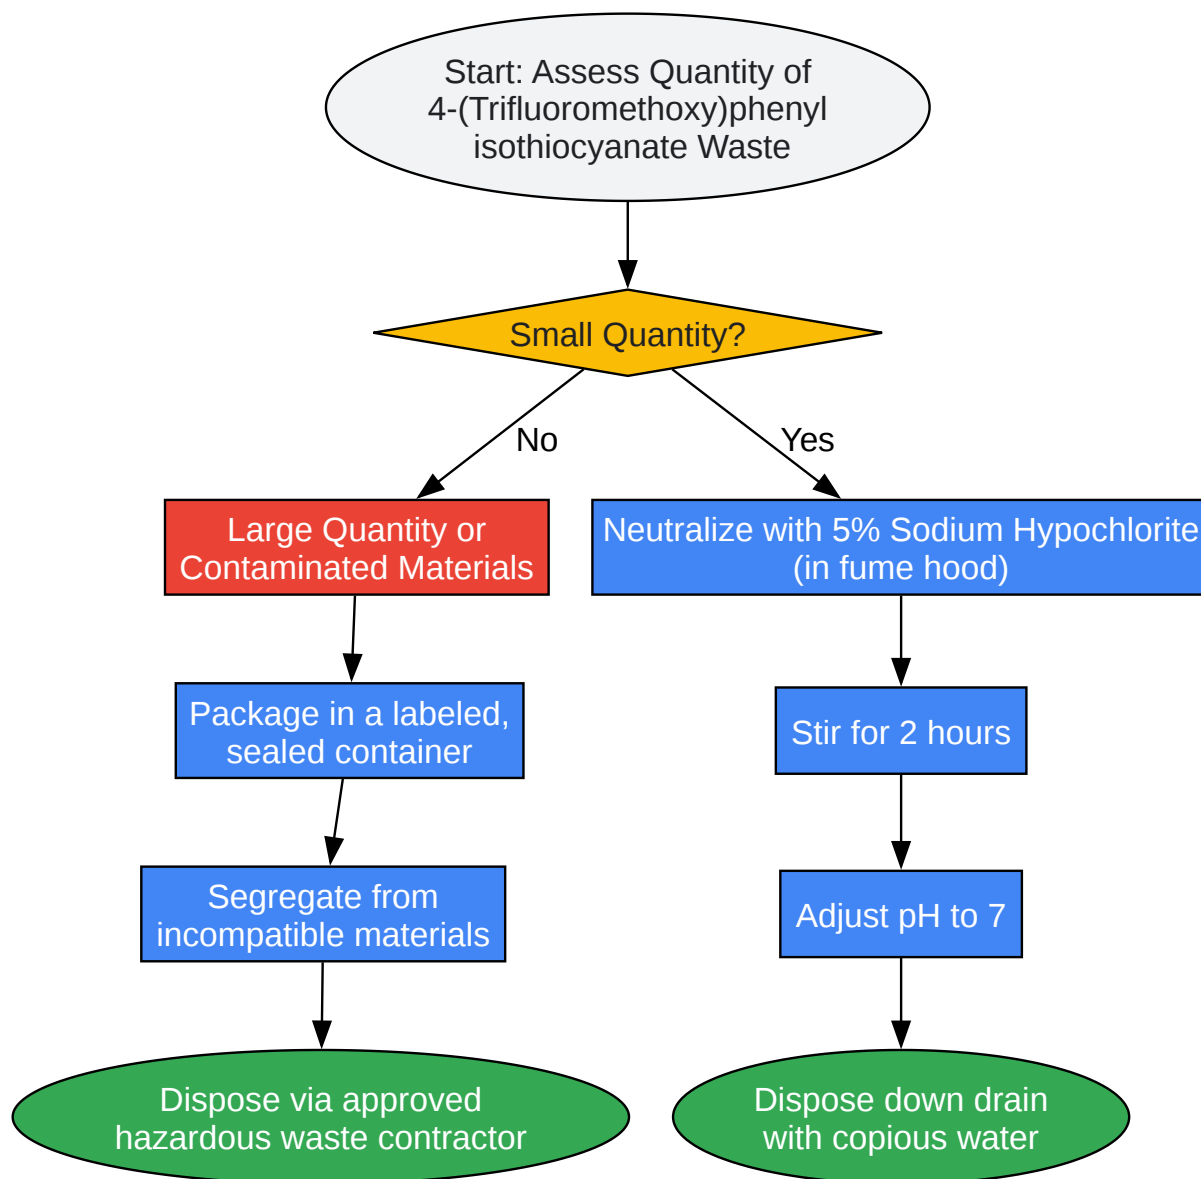 Start: Assess Quantity of
4-(Trifluoromethoxy)phenyl
isothiocyanate Waste
Small Quantity?
No
Yes
Large Quantity or
Contaminated Materials
Neutralize with 5% Sodium Hypochlorite
(in fume hood)
Package in a labeled,
sealed container
Stir for 2 hours
Segregate from
incompatible materials
Adjust pH to 7
Dispose via approved
hazardous waste contractor
Dispose down drain
with copious water